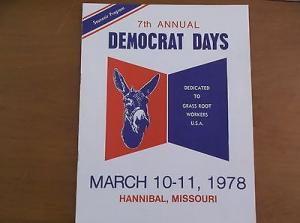 Souvenir Program
7th ANNUAL
DEMOCRAT DAYS
DEDICATED
TO
GRASS ROOT
WORKERS
U.S.A.
MARCH 10-11, 1978
HANNIBAL, MISSOURI